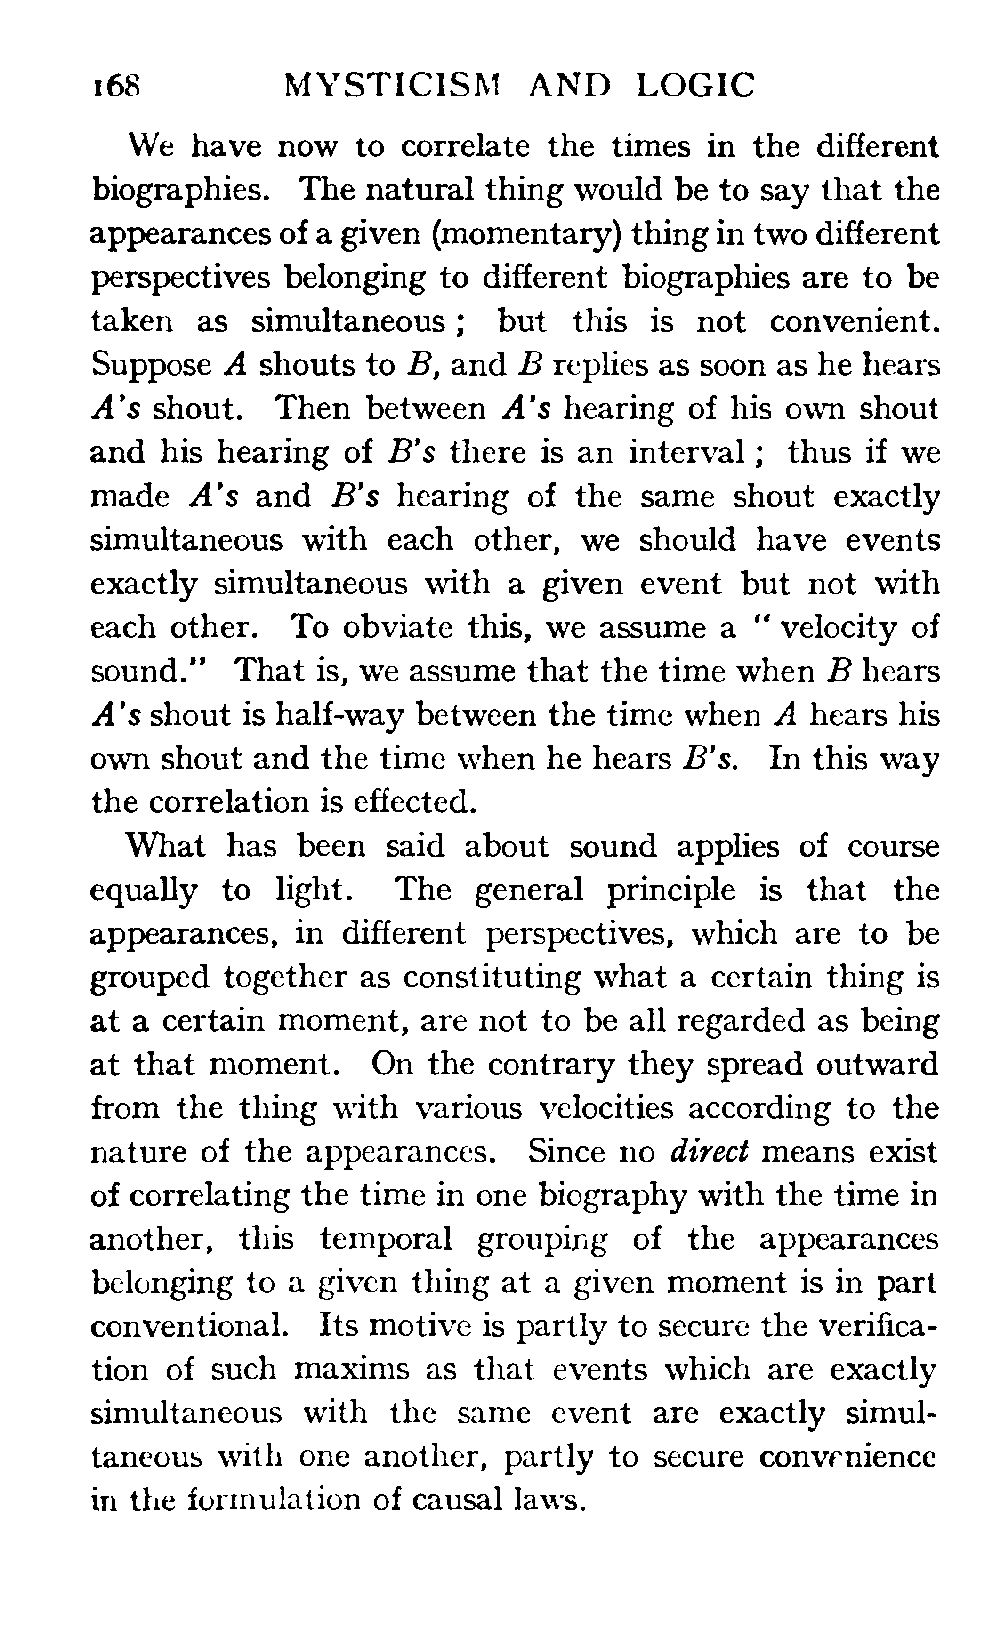 168 MYSTICISM AND LOGIC
We have now to correlate the times in the different
biographies. The natural thing would be to say that the
appearances of a given (momentary) thing in two different
perspectives belonging to different biographies are to be
taken as simultaneous ; but this is not convenient.
Suppose A shouts to B, and B replies as soon as he hears
A's shout. Then between A's hearing of his own shout
and his hearing of B's there is an interval ; thus if we
made A's and B's hearing of the same shout exactly
simultaneous with each other, we should have events
exactly simultaneous with a given event but not with
each other. To obviate this, we assume a " velocity of
sound." That is, we assume that the time when B hears
A's shout is half-way between the time when A hears his
own shout and the time when he hears B's. In this way
the correlation is effected.
What has been said about sound applies of course
equally to light. The general principle is that the
appearances, in different perspectives, which are to be
grouped together as constituting what a certain thing is
at a certain moment, are not to be all regarded as being
at that moment. On the contrary they spread outward
from the thing with various velocities according to the
nature of the appearances. Since no direct means exist
of correlating the time in one biography with the time in
another, this temporal grouping of the appearances
belonging to a given thing at a given moment is in part
conventional. Its motive is partly to secure the verifica-
tion of such maxims as that events which are exactly
simultaneous with the same event are exactly simul-
taneous with one another, partly to secure convenience
in the formulation of causal laws.